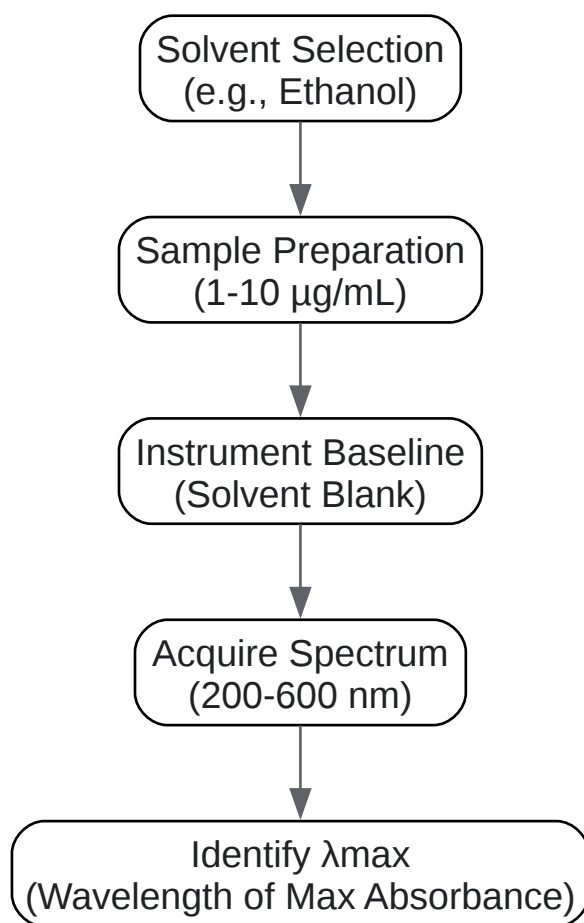 Solvent Selection
(e.g., Ethanol)
Sample Preparation
(1-10 µg/mL)
Instrument Baseline
(Solvent Blank)
Acquire Spectrum
(200-600 nm)
Identify λmax
(Wavelength of Max Absorbance)